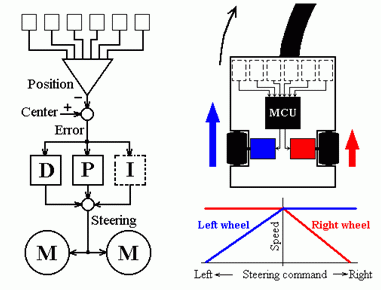 Position
−
Center +
Error
D P I
Steering
M M
MCU
Left wheel
Speed
Right wheel
Left ← Steering command → Right